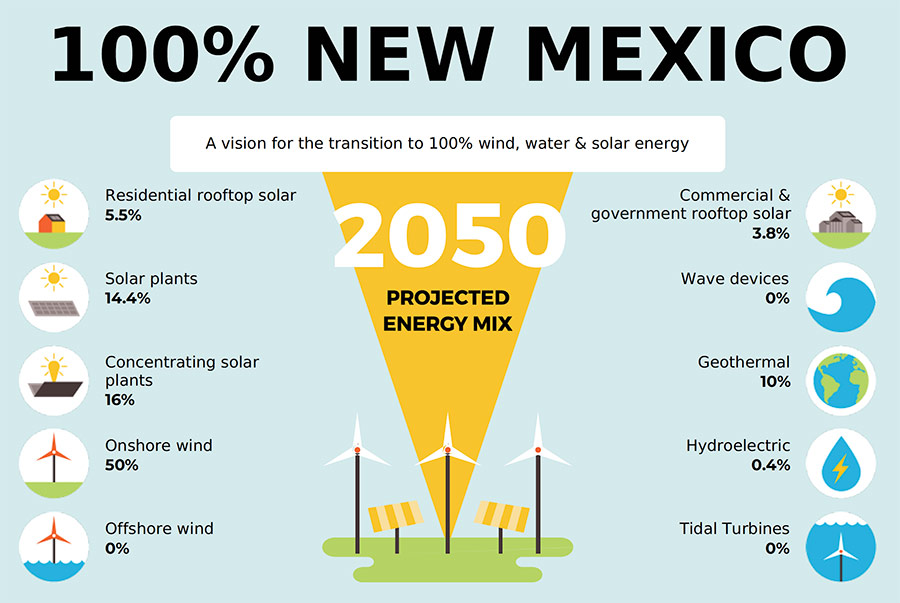 100% NEW MEXICO
A vision for the transition to 100% wind, water & solar energy
2050
PROJECTED
ENERGY MIX
Residential rooftop solar
5.5%
Solar plants
14.4%
Concentrating solar
plants
16%
Onshore wind
50%
Offshore wind
0%
Commercial &
government rooftop solar
3.8%
Wave devices
0%
Geothermal
10%
Hydroelectric
0.4%
Tidal Turbines
0%